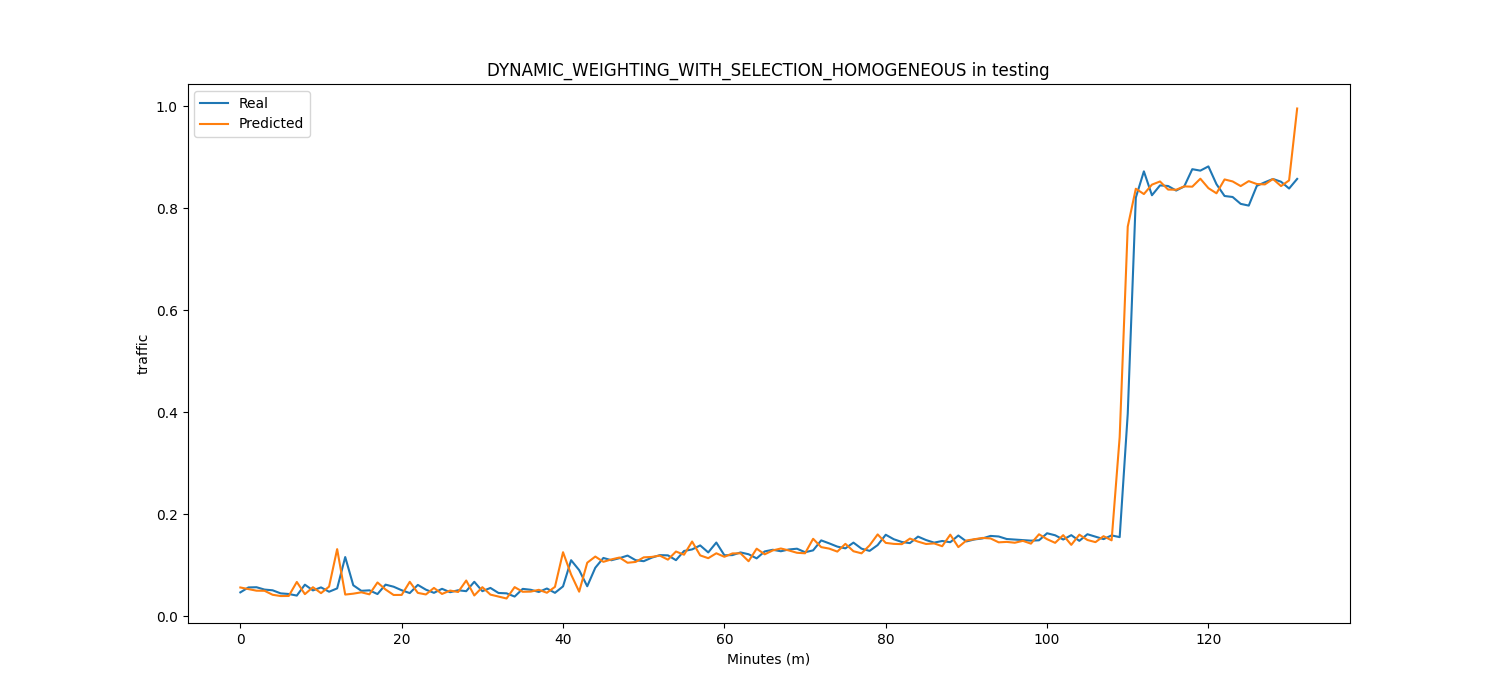 DYNAMIC_WEIGHTING_WITH_SELECTION_HOMOGENEOUS in testing
Real
Predicted
1.0
0.8
0.6
0.4
0.2
0.0
traffic
0 20 40 60 80 100 120
Minutes (m)